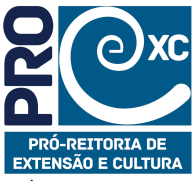 PRO
e xc
PRÓ-REITORIA DE
EXTENSÃO E CULTURA